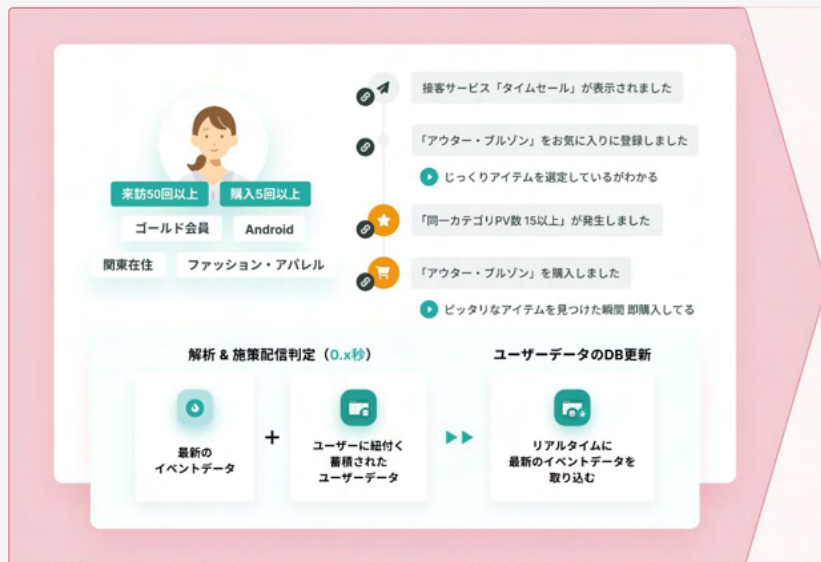 接客サービス「タイムセール」が表示されました
「アウター・ブルゾン」をお気に入りに登録しました
じっくりアイテムを選定しているがわかる
「同一カテゴリPV数 15以上」が発生しました
「アウター・ブルゾン」を購入しました
ピッタリなアイテムを見つけた瞬間 即購入してる
来訪50回以上
購入5回以上
ゴールド会員
Android
関東在住
ファッション・アパレル
解析 & 施策配信判定（0.x秒）
最新の
イベントデータ
+
ユーザーに紐付く
蓄積された
ユーザーデータ
ユーザーデータのDB更新
リアルタイムに
最新のイベントデータを
取り込む